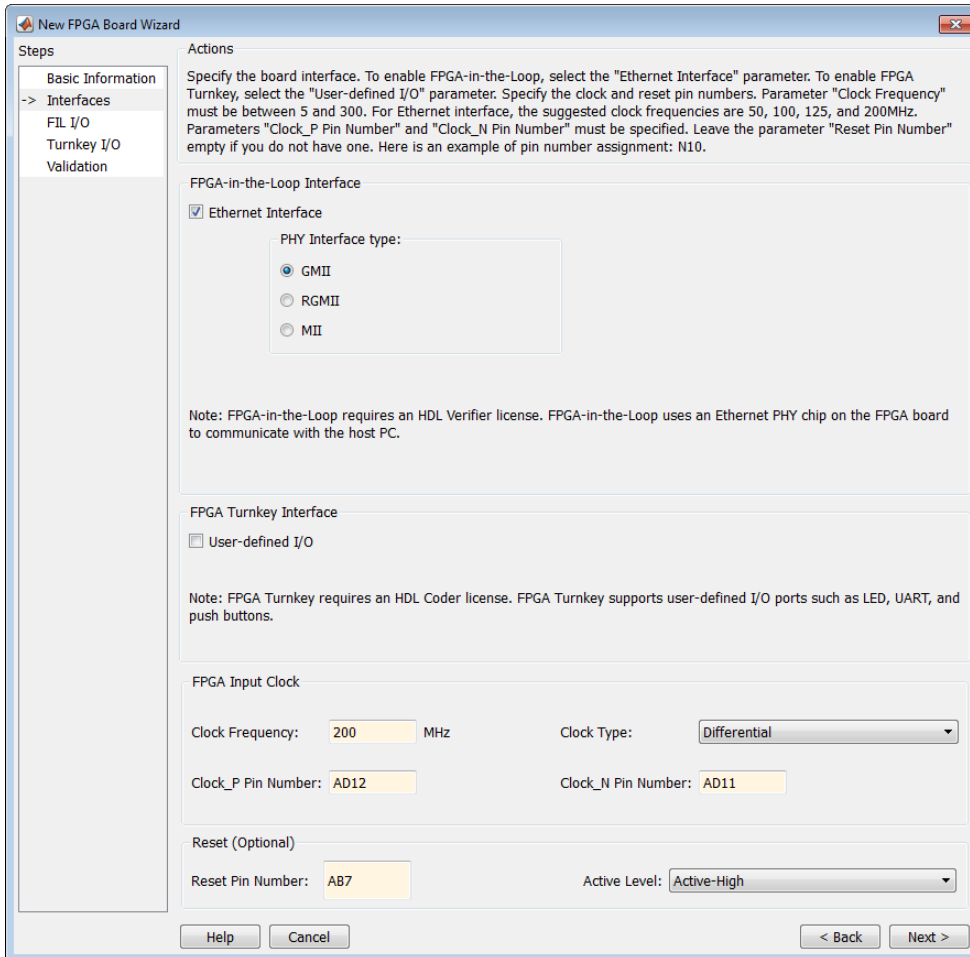 New FPGA Board Wizard
Steps
Basic Information
-> Interfaces
FIL I/O
Turnkey I/O
Validation
Actions
Specify the board interface. To enable FPGA-in-the-Loop, select the "Ethernet Interface" parameter. To enable FPGA
Turnkey, select the "User-defined I/O" parameter. Specify the clock and reset pin numbers. Parameter "Clock Frequency"
must be between 5 and 300. For Ethernet interface, the suggested clock frequencies are 50, 100, 125, and 200MHz.
Parameters "Clock_P Pin Number" and "Clock_N Pin Number" must be specified. Leave the parameter "Reset Pin Number"
empty if you do not have one. Here is an example of pin number assignment: N10.
FPGA-in-the-Loop Interface
Ethernet Interface
PHY Interface type:
GMII
RGMII
MII
Note: FPGA-in-the-Loop requires an HDL Verifier license. FPGA-in-the-Loop uses an Ethernet PHY chip on the FPGA board
to communicate with the host PC.
FPGA Turnkey Interface
User-defined I/O
Note: FPGA Turnkey requires an HDL Coder license. FPGA Turnkey supports user-defined I/O ports such as LED, UART, and
push buttons.
FPGA Input Clock
Clock Frequency: 200 MHz Clock Type: Differential
Clock_P Pin Number: AD12 Clock_N Pin Number: AD11
Reset (Optional)
Reset Pin Number: AB7 Active Level: Active-High
Help Cancel < Back Next >